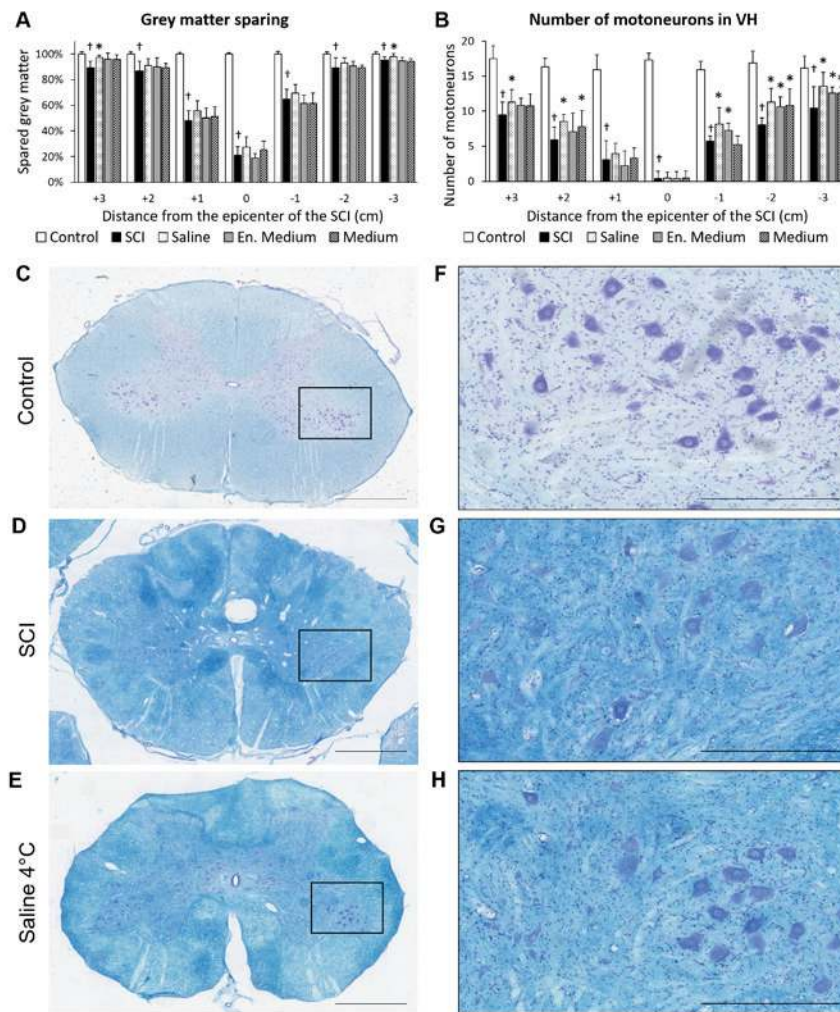 A
Grey matter sparing
† * † † † † † † *
100%
80%
60%
40%
20%
0%
Spared grey matter
+3 +2 +1 0 -1 -2 -3
Distance from the epicenter of the SCI (cm)
Control SCI Saline En. Medium Medium
B
Number of motoneurons in VH
† * † * * † † † * * † * * * † * * *
20
15
10
5
0
Number of motoneurons
+3 +2 +1 0 -1 -2 -3
Distance from the epicenter of the SCI (cm)
Control SCI Saline En. Medium Medium
C
Control
F
D
SCI
G
E
Saline 4°C
H